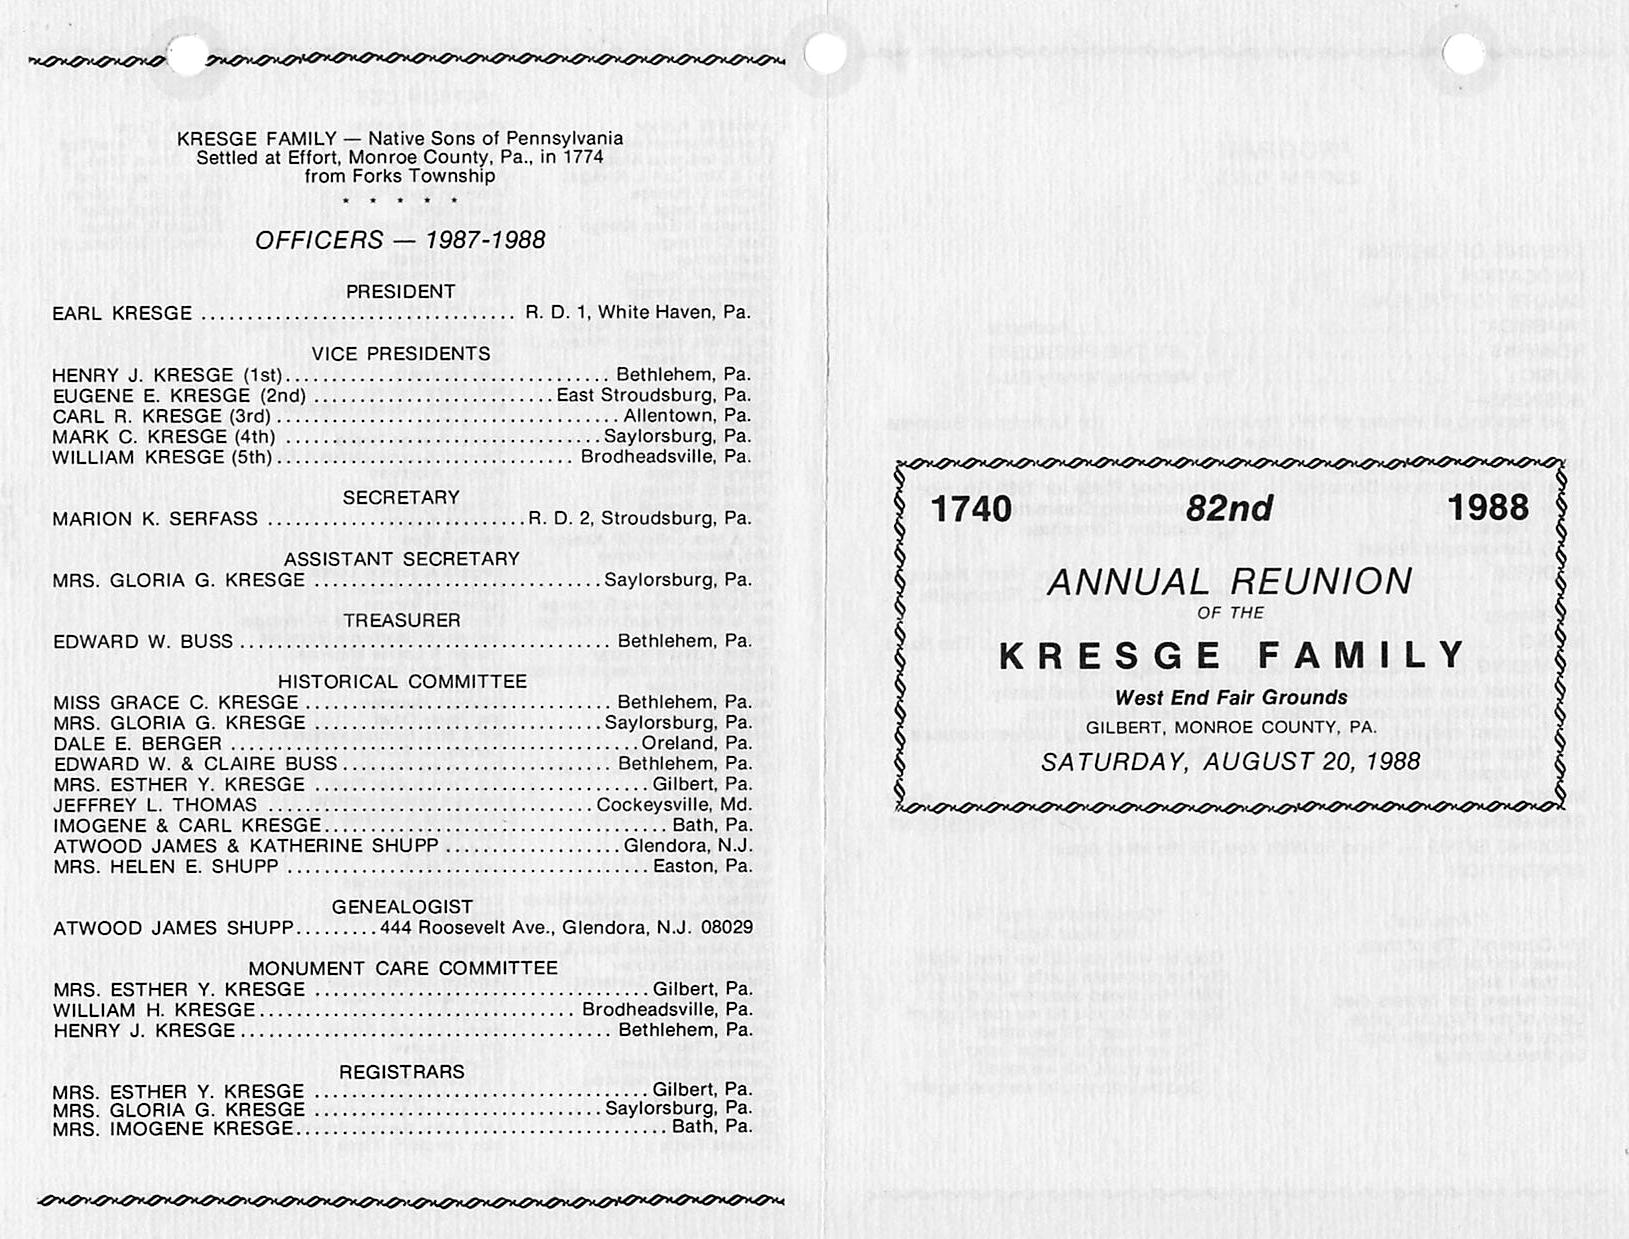 KRESGE FAMILY — Native Sons of Pennsylvania
Settled at Effort, Monroe County, Pa., in 1774
from Forks Township
* * * * *
OFFICERS — 1987-1988
PRESIDENT
EARL KRESGE .................................. R. D. 1, White Haven, Pa.
VICE PRESIDENTS
HENRY J. KRESGE (1st)................................... Bethlehem, Pa.
EUGENE E. KRESGE (2nd) ..........................East Stroudsburg, Pa.
CARL R. KRESGE (3rd) ..................................... Allentown, Pa.
MARK C. KRESGE (4th) ..................................Saylorsburg, Pa.
WILLIAM KRESGE (5th)................................ Brodheadsville, Pa.
SECRETARY
MARION K. SERFASS ............................R. D. 2, Stroudsburg, Pa.
ASSISTANT SECRETARY
MRS. GLORIA G. KRESGE ...............................Saylorsburg, Pa.
TREASURER
EDWARD W. BUSS ........................................ Bethlehem, Pa.
HISTORICAL COMMITTEE
MISS GRACE C. KRESGE ................................. Bethlehem, Pa.
MRS. GLORIA G. KRESGE ...............................Saylorsburg, Pa.
DALE E. BERGER ............................................Oreland, Pa.
EDWARD W. & CLAIRE BUSS............................. Bethlehem, Pa.
MRS. ESTHER Y. KRESGE .................................... Gilbert, Pa.
JEFFREY L. THOMAS ................................... Cockeysville, Md.
IMOGENE & CARL KRESGE..................................... Bath, Pa.
ATWOOD JAMES & KATHERINE SHUPP ...................Glendora, N.J.
MRS. HELEN E. SHUPP ....................................... Easton, Pa.
GENEALOGIST
ATWOOD JAMES SHUPP.........444 Roosevelt Ave., Glendora, N.J. 08029
MONUMENT CARE COMMITTEE
MRS. ESTHER Y. KRESGE .................................... Gilbert, Pa.
WILLIAM H. KRESGE.................................. Brodheadsville, Pa.
HENRY J. KRESGE........................................ Bethlehem, Pa.
REGISTRARS
MRS. ESTHER Y. KRESGE .................................... Gilbert, Pa.
MRS. GLORIA G. KRESGE ...............................Saylorsburg, Pa.
MRS. IMOGENE KRESGE........................................ Bath, Pa.
1740 82nd 1988
ANNUAL REUNION
OF THE
KRESGE FAMILY
West End Fair Grounds
GILBERT, MONROE COUNTY, PA.
SATURDAY, AUGUST 20, 1988